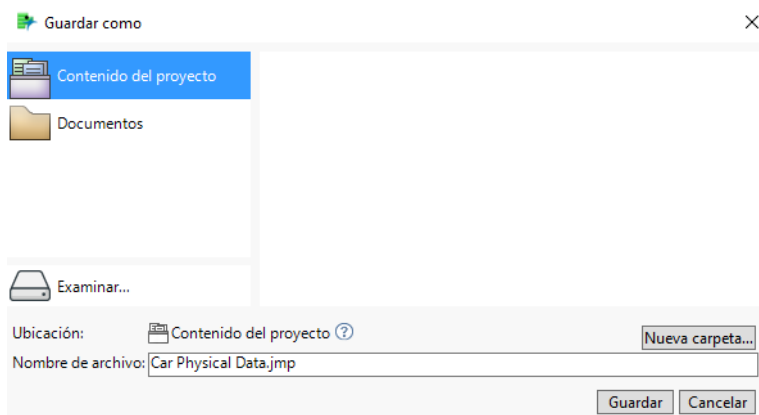 Guardar como
Contenido del proyecto
Documentos
Examinar...
Ubicación: Contenido del proyecto ?
Nueva carpeta...
Nombre de archivo: Car Physical Data.jmp
Guardar Cancelar